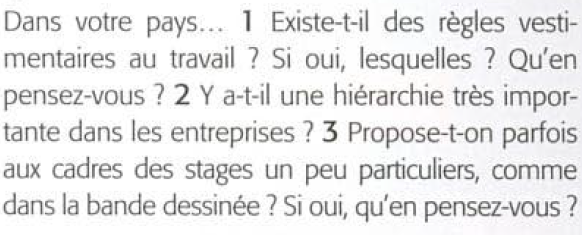 Dans votre pays... 1 Existe-t-il des règles vesti-
mentaires au travail ? Si oui, lesquelles ? Qu'en
pensez-vous ? 2 Y a-t-il une hiérarchie très impor-
tante dans les entreprises ? 3 Propose-t-on parfois
aux cadres des stages un peu particuliers, comme
dans la bande dessinée ? Si oui, qu'en pensez-vous ?